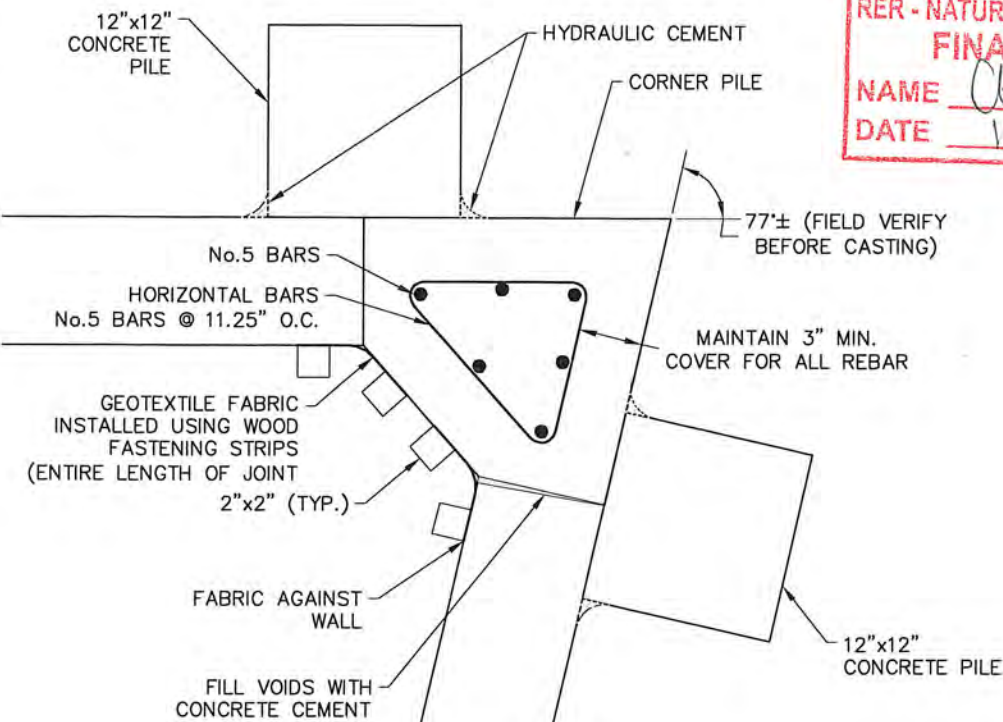 12"x12"
CONCRETE
PILE
HYDRAULIC CEMENT
CORNER PILE
RER - NATUR
FINA
NAME
DATE
77°± (FIELD VERIFY
BEFORE CASTING)
No.5 BARS
HORIZONTAL BARS
No.5 BARS @ 11.25" O.C.
MAINTAIN 3" MIN.
COVER FOR ALL REBAR
GEOTEXTILE FABRIC
INSTALLED USING WOOD
FASTENING STRIPS
(ENTIRE LENGTH OF JOINT
2"x2" (TYP.)
FABRIC AGAINST
WALL
FILL VOIDS WITH
CONCRETE CEMENT
12"x12"
CONCRETE PILE